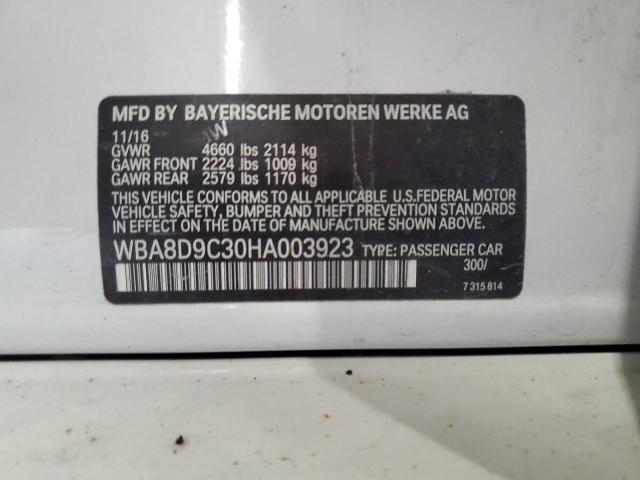 MFD BY BAYERISCHE MOTOREN WERKE AG
11/16
GVWR 4660 lbs 2114 kg
GAWR FRONT 2224 lbs 1009 kg
GAWR REAR 2579 lbs 1170 kg
THIS VEHICLE CONFORMS TO ALL APPLICABLE U.S.FEDERAL MOTOR
VEHICLE SAFETY, BUMPER AND THEFT PREVENTION STANDARDS
IN EFFECT ON THE DATE OF MANUFACTURE SHOWN ABOVE.
WBA8D9C30HA003923 TYPE: PASSENGER CAR
300/
7 315 814